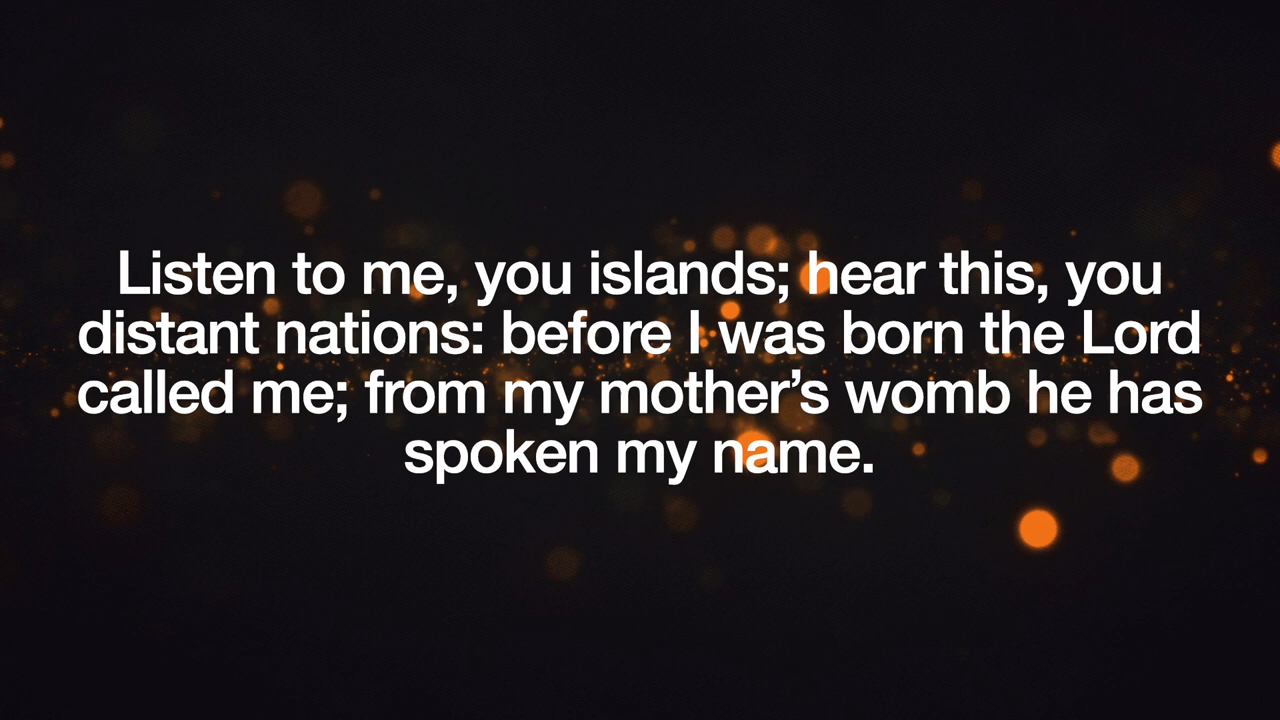 Listen to me, you islands; hear this, you
distant nations: before I was born the Lord
called me; from my mother’s womb he has
spoken my name.